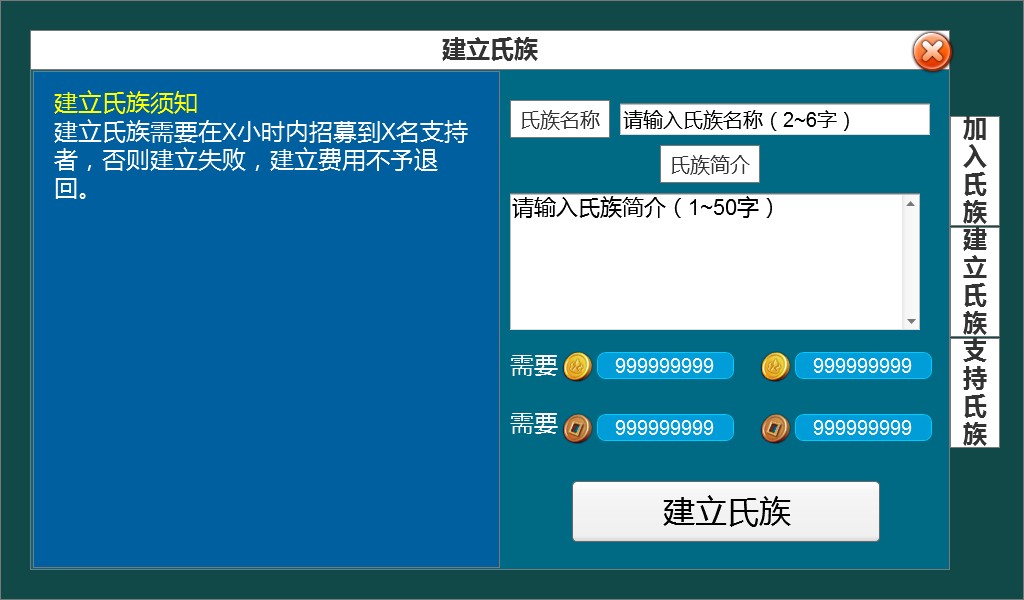 建立氏族
建立氏族须知
建立氏族需要在X小时内招募到X名支持
者，否则建立失败，建立费用不予退
回。
氏族名称
请输入氏族名称（2~6字）
氏族简介
请输入氏族简介（1~50字）
需要 999999999 999999999
需要 999999999 999999999
建立氏族
加入氏族
建立氏族
支持氏族